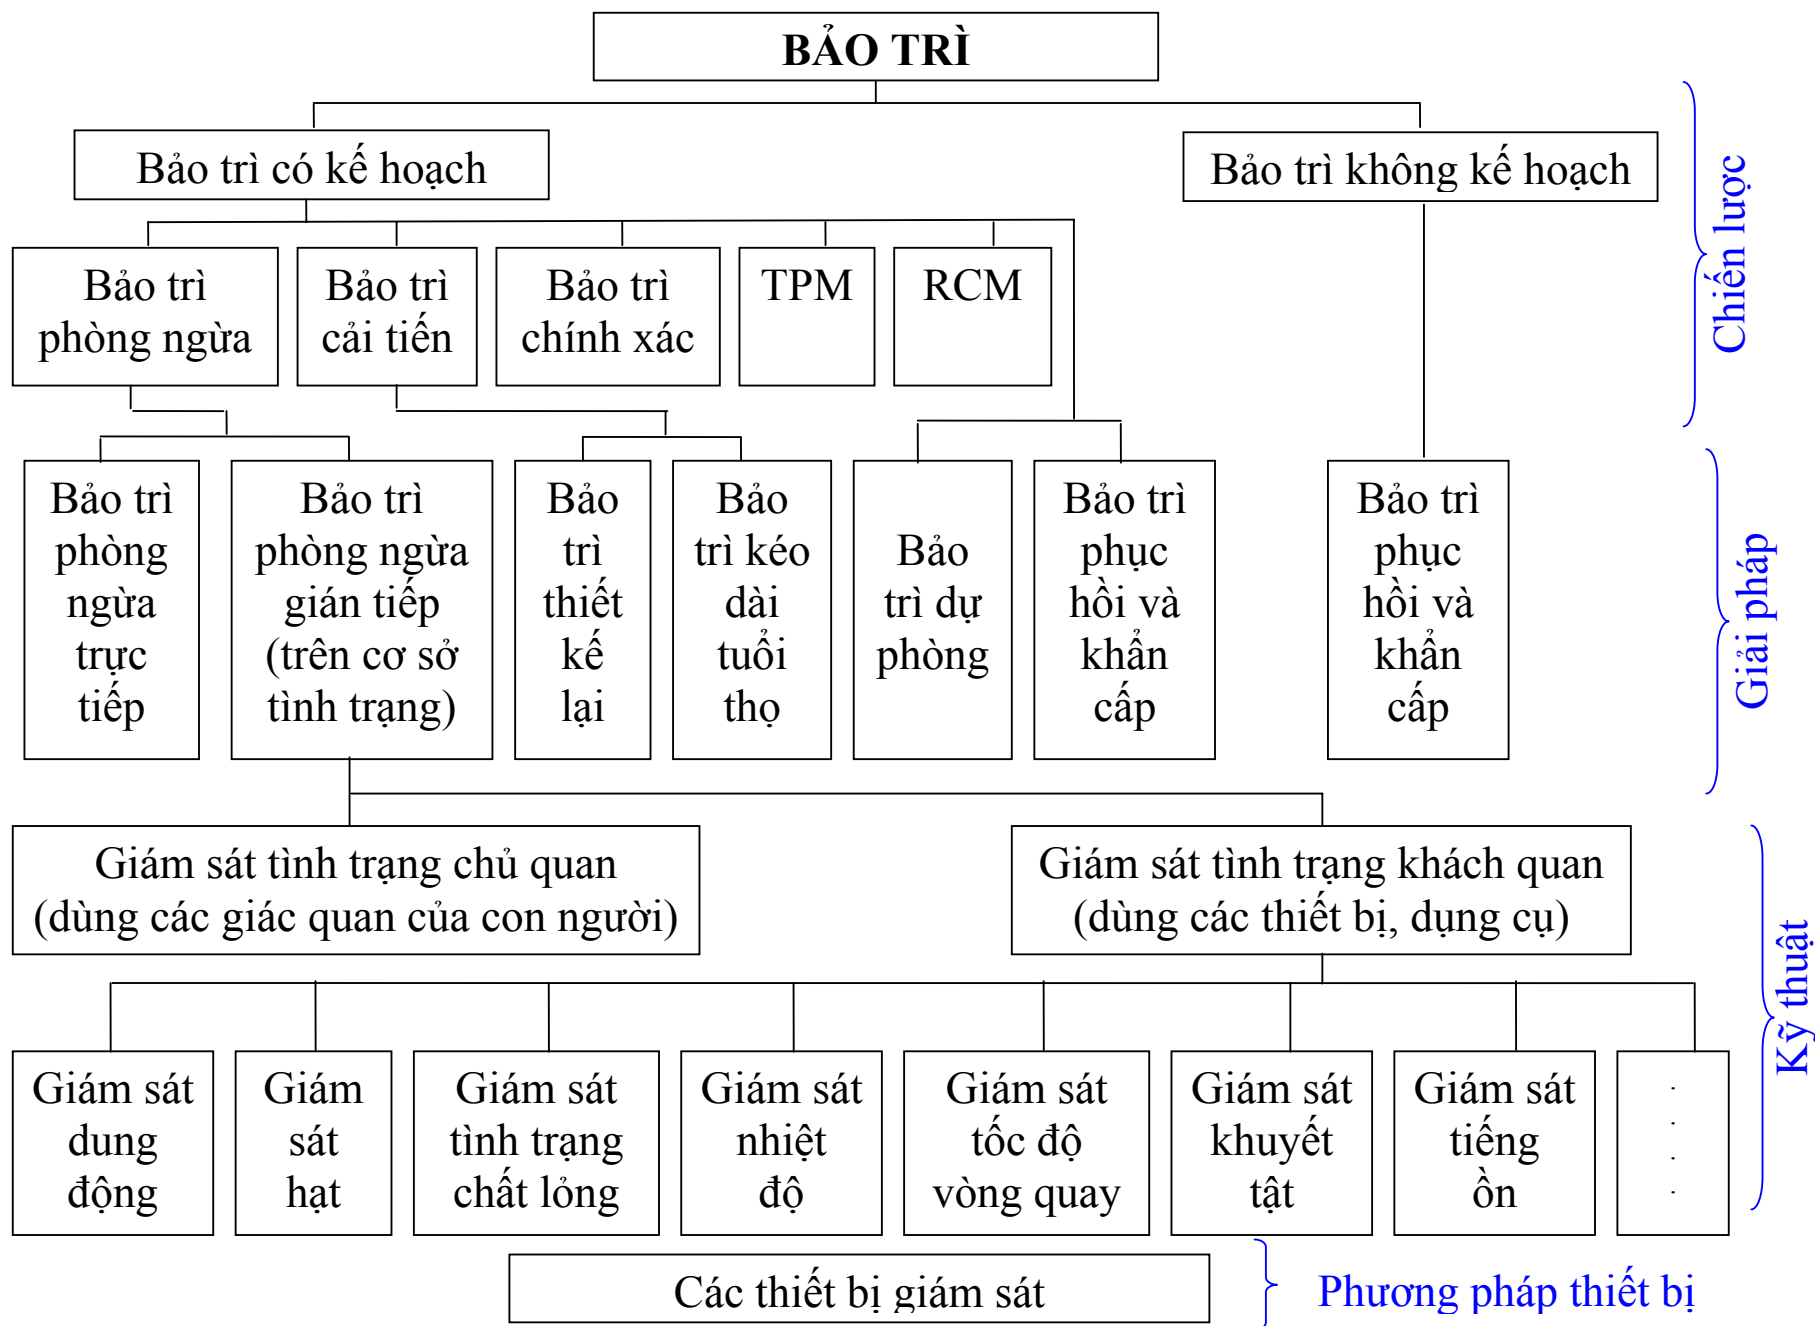 BẢO TRÌ
Bảo trì có kế hoạch
Bảo trì không kế hoạch
Chiến lược
Bảo trì
phòng ngừa
Bảo trì
cải tiến
Bảo trì
chính xác
TPM
RCM
Bảo trì
phòng
ngừa
trực
tiếp
Bảo trì
phòng ngừa
gián tiếp
(trên cơ sở
tình trạng)
Bảo
trì
thiết
kế
lại
Bảo
trì kéo
dài
tuổi
thọ
Bảo
trì dự
phòng
Bảo trì
phục
hồi và
khẩn
cấp
Bảo trì
phục
hồi và
khẩn
cấp
Giải pháp
Giám sát tình trạng chủ quan
(dùng các giác quan của con người)
Giám sát tình trạng khách quan
(dùng các thiết bị, dụng cụ)
Kỹ thuật
Giám sát
dung
động
Giám
sát
hạt
Giám sát
tình trạng
chất lỏng
Giám sát
nhiệt
độ
Giám sát
tốc độ
vòng quay
Giám sát
khuyết
tật
Giám sát
tiếng
ồn
.
.
.
.
Các thiết bị giám sát
Phương pháp thiết bị